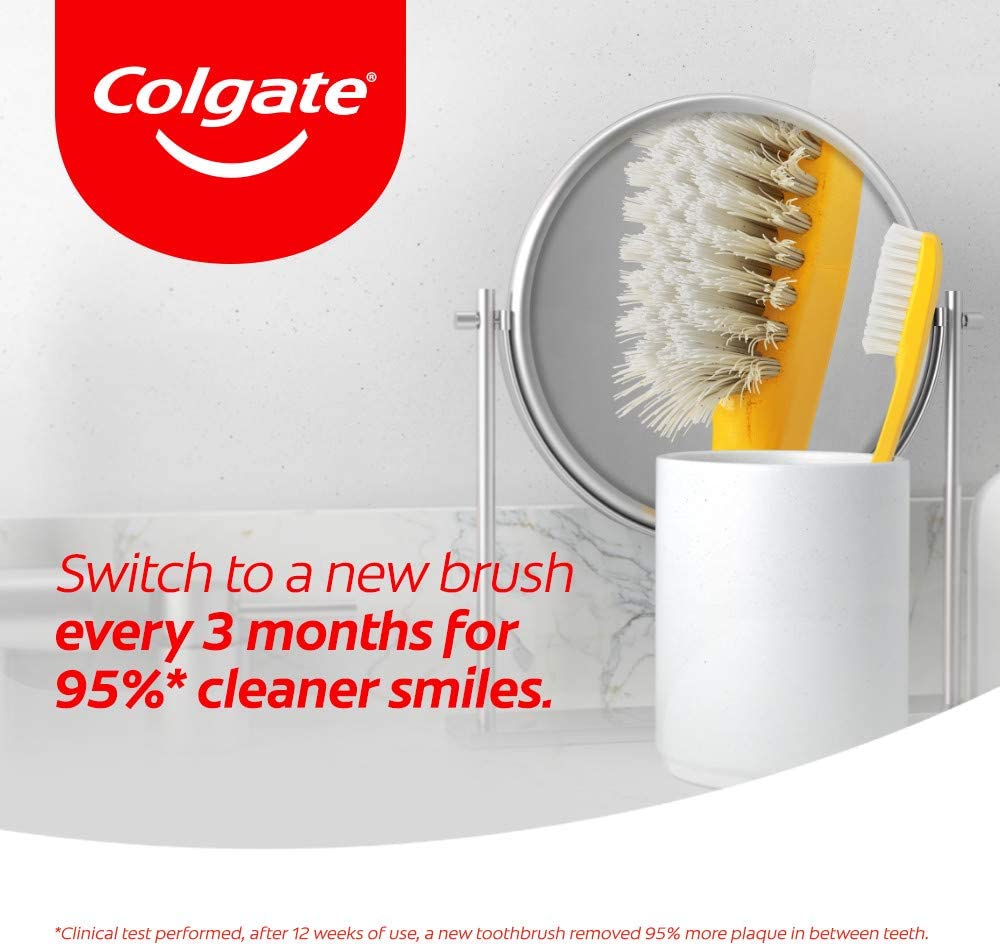 Colgate®
Switch to a new brush
every 3 months for
95%* cleaner smiles.
*Clinical test performed, after 12 weeks of use, a new toothbrush removed 95% more plaque in between teeth.